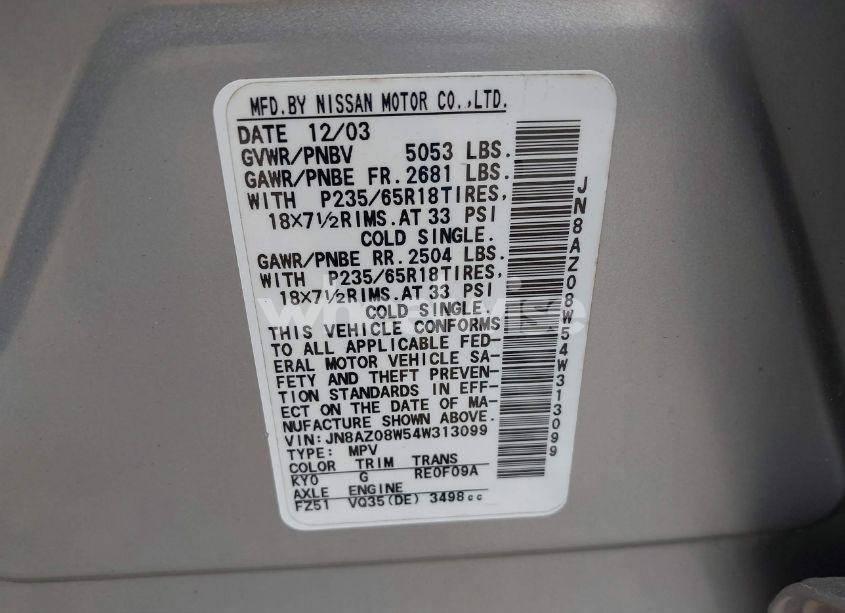 MFD.BY NISSAN MOTOR CO.,LTD.
DATE 12/03
GVWR/PNBV 5053 LBS.
GAWR/PNBE FR.2681 LBS.
WITH P235/65R18TIRES,
18X7½RIMS.AT 33 PSI
COLD SINGLE.
GAWR/PNBE RR.2504 LBS.
WITH P235/65R18TIRES,
18X7½RIMS.AT 33 PSI
COLD SINGLE.
THIS VEHICLE CONFORMS
TO ALL APPLICABLE FED-
ERAL MOTOR VEHICLE SA-
FETY AND THEFT PREVEN-
TION STANDARDS IN EFF-
ECT ON THE DATE OF MA-
NUFACTURE SHOWN ABOVE.
VIN:JN8AZ08W54W313099
TYPE: MPV
COLOR TRIM TRANS
KY0 G RE0F09A
AXLE ENGINE
FZ51 VQ35(DE) 3498cc
JN8AZ08W54W313099